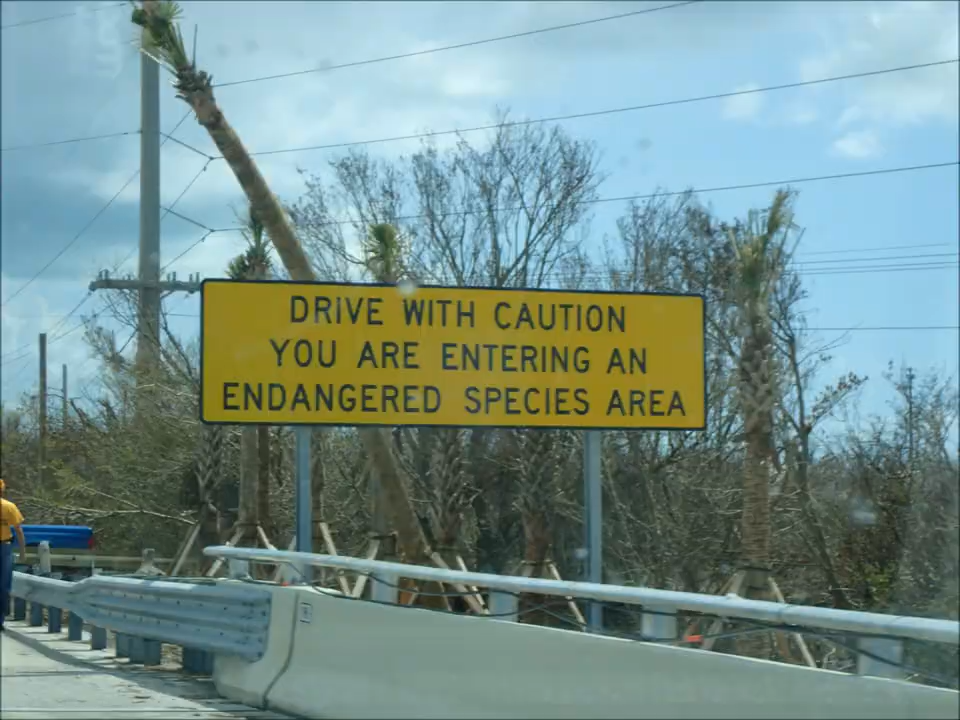 DRIVE WITH CAUTION
YOU ARE ENTERING AN
ENDANGERED SPECIES AREA